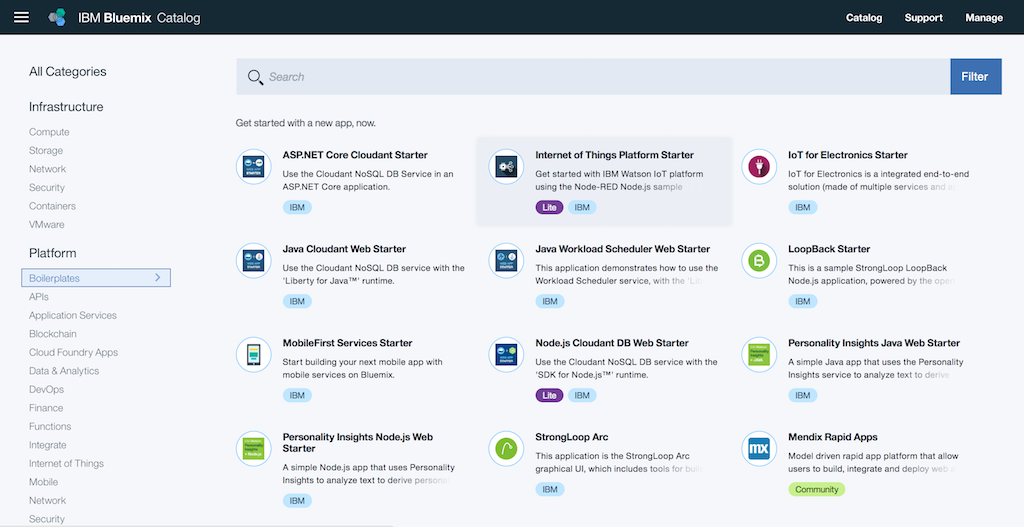 IBM Bluemix Catalog
Catalog Support Manage
All Categories
Infrastructure
Compute
Storage
Network
Security
Containers
VMware
Platform
Boilerplates
APIs
Application Services
Blockchain
Cloud Foundry Apps
Data & Analytics
DevOps
Finance
Functions
Integrate
Internet of Things
Mobile
Network
Security
Search
Filter
Get started with a new app, now.
ASP.NET Core Cloudant Starter
Use the Cloudant NoSQL DB Service in an
ASP.NET Core application.
IBM
Internet of Things Platform Starter
Get started with IBM Watson IoT platform
using the Node-RED Node.js sample
Lite IBM
IoT for Electronics Starter
IoT for Electronics is a integrated end-to-end
solution (made of multiple services and
IBM
Java Cloudant Web Starter
Use the Cloudant NoSQL DB service with the
'Liberty for Java™' runtime.
IBM
Java Workload Scheduler Web Starter
This application demonstrates how to use the
Workload Scheduler service, with the
IBM
LoopBack Starter
This is a sample StrongLoop LoopBack
Node.js application, powered by the open
IBM
MobileFirst Services Starter
Start building your next mobile app with
mobile services on Bluemix.
IBM
Node.js Cloudant DB Web Starter
Use the Cloudant NoSQL DB service with the
'SDK for Node.js™' runtime.
Lite IBM
Personality Insights Java Web Starter
A simple Java app that uses the Personality
Insights service to analyze text to derive
IBM
Personality Insights Node.js Web
Starter
A simple Node.js app that uses Personality
Insights to analyze text to derive
IBM
StrongLoop Arc
This application is the StrongLoop Arc
graphical UI, which includes tools for
IBM
mx
Mendix Rapid Apps
Model driven rapid app platform that allow
users to build, integrate and deploy web
Community